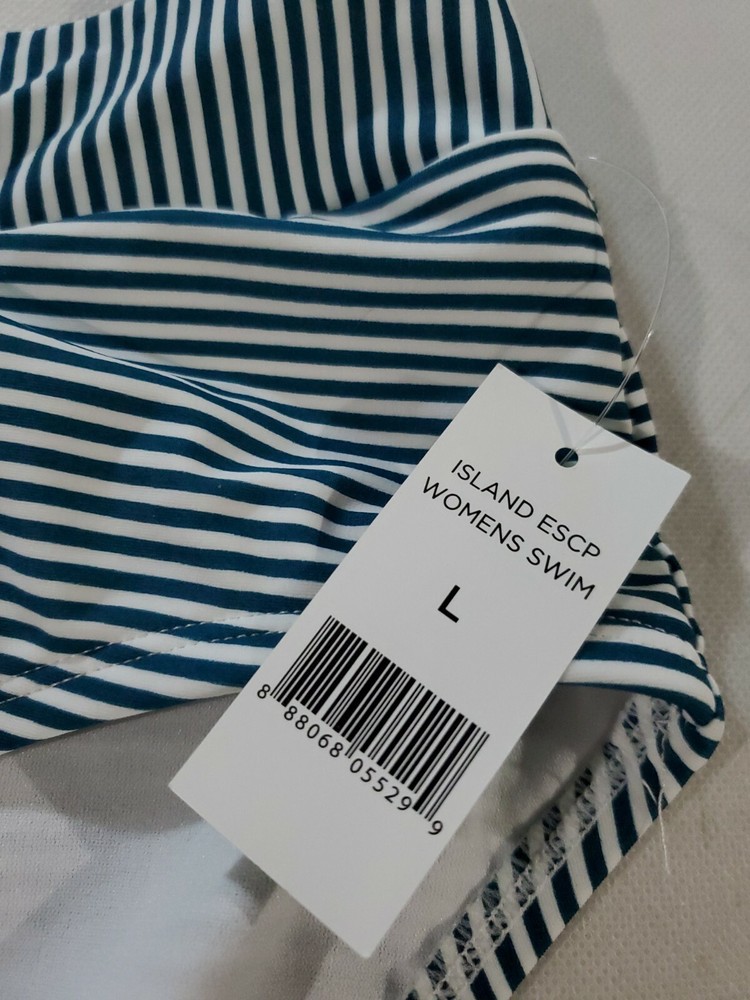 ISLAND ESCP
WOMENS SWIM
L
8 88068 05529 9